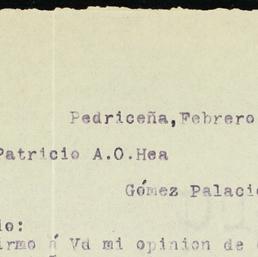 Pedriceña,Febrero
Patricio A.O.Hea
Gómez Palacio
io:
irmo á Vd mi opinion de